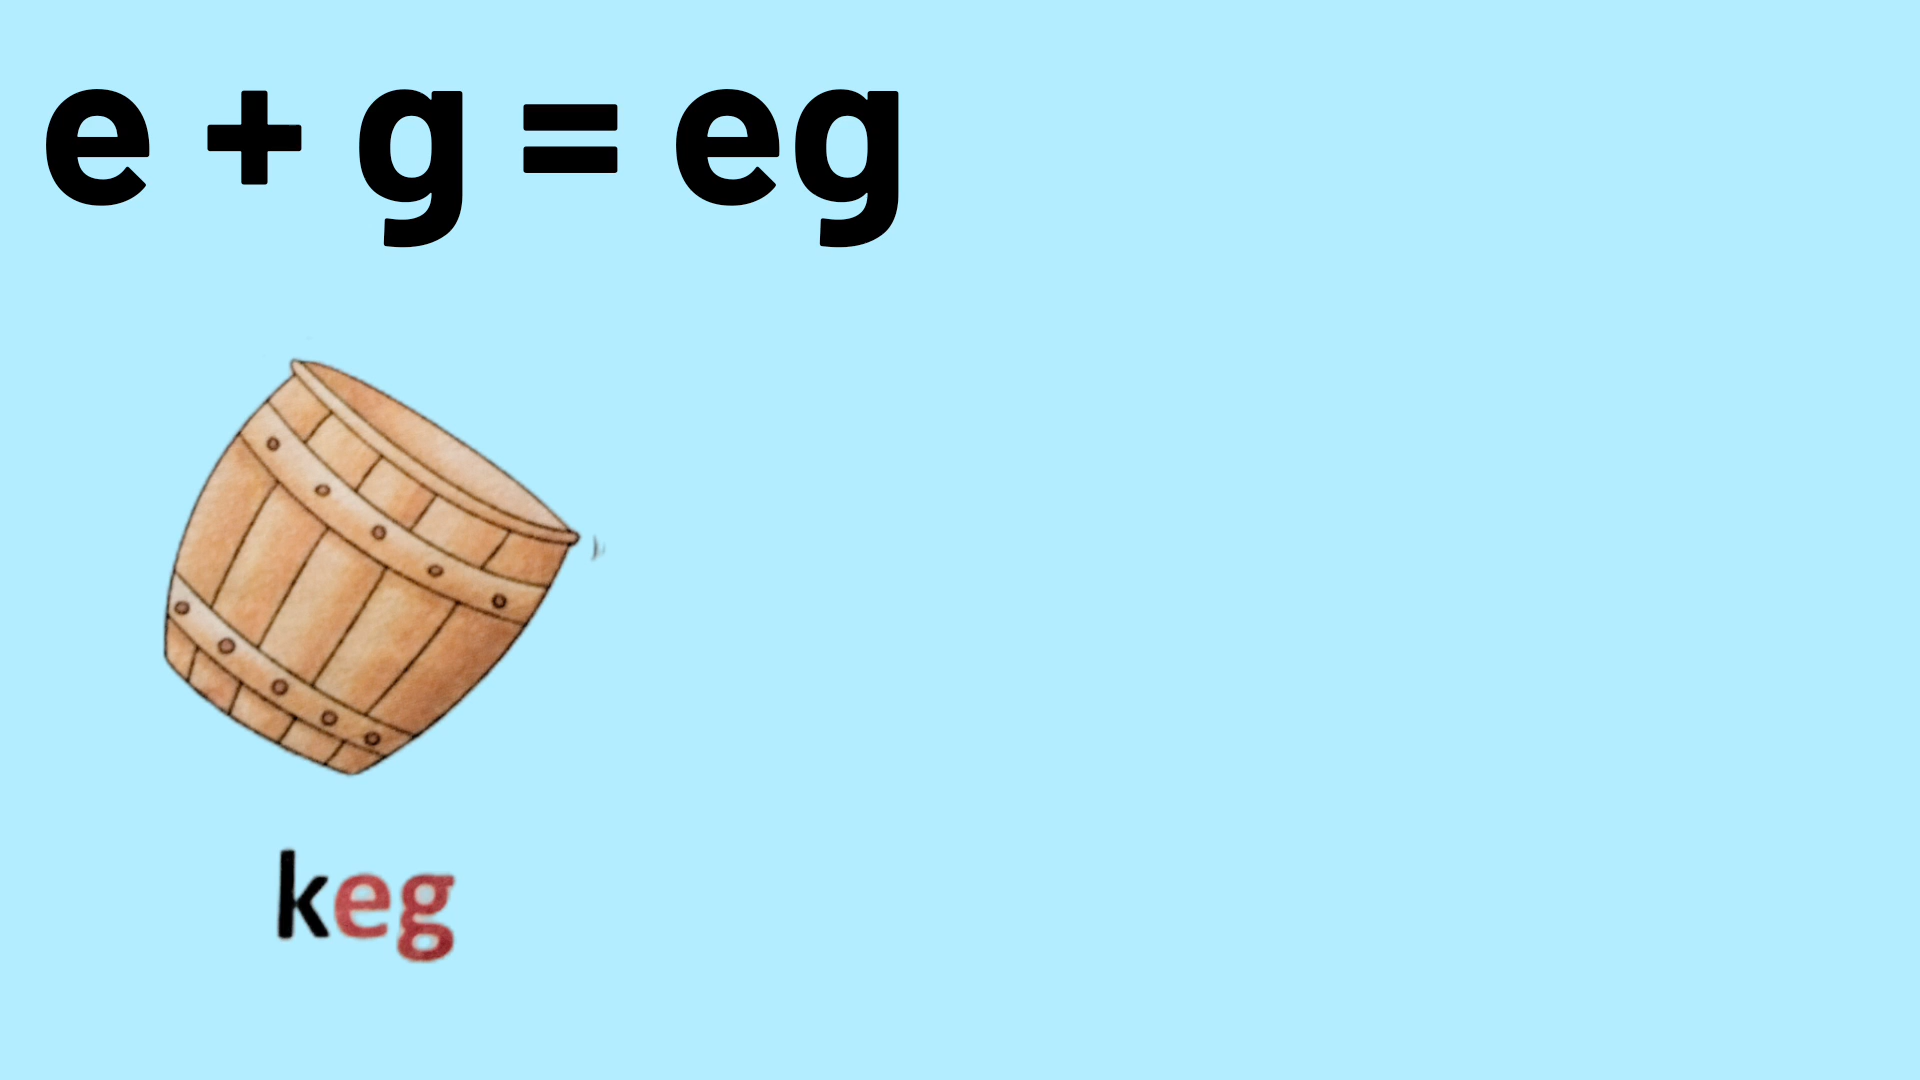 e + g = eg
keg